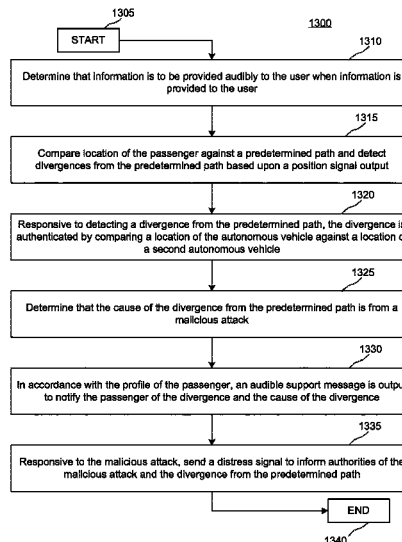 1305
1300
START
1310
Determine that information is to be provided audibly to the user when information is
provided to the user
1315
Compare location of the passenger against a predetermined path and detect
divergences from the predetermined path based upon a position signal output
1320
Responsive to detecting a divergence from the predetermined path, the divergence is
authenticated by comparing a location of the autonomous vehicle against a location
a second autonomous vehicle
1325
Determine that the cause of the divergence from the predetermined path is from a
malicious attack
1330
In accordance with the profile of the passenger, an audible support message is output
to notify the passenger of the divergence and the cause of the divergence
1335
Responsive to the malicious attack, send a distress signal to inform authorities of the
malicious attack and the divergence from the predetermined path
END
1340